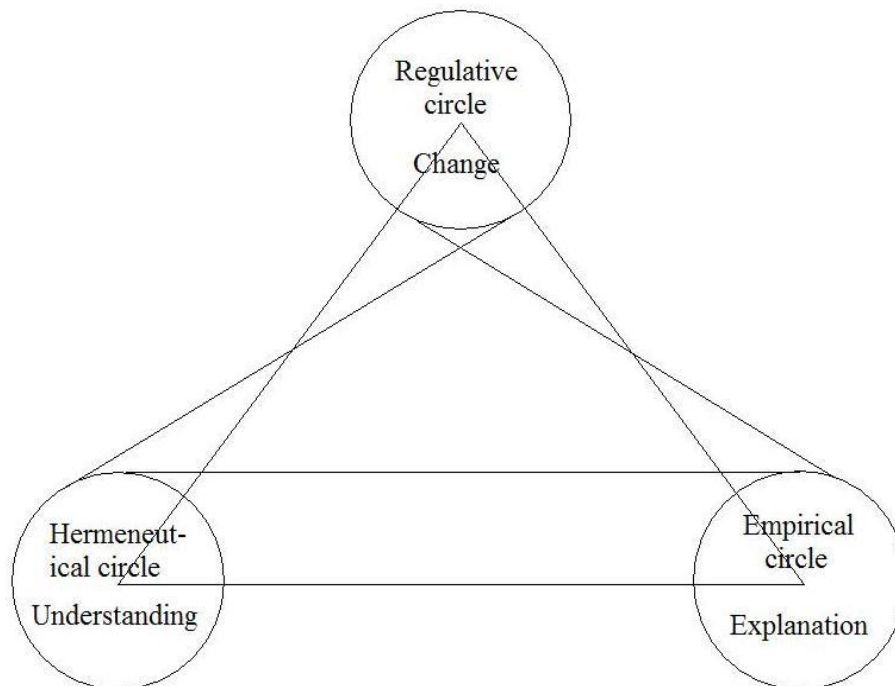 Regulative
circle
Change
Hermeneut-
ical circle
Understanding
Empirical
circle
Explanation